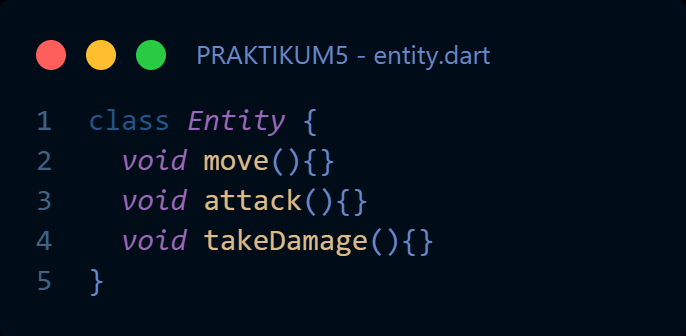 PRAKTIKUM5 - entity.dart
1 class Entity {
2   void move(){}
3   void attack(){}
4   void takeDamage(){}
5 }